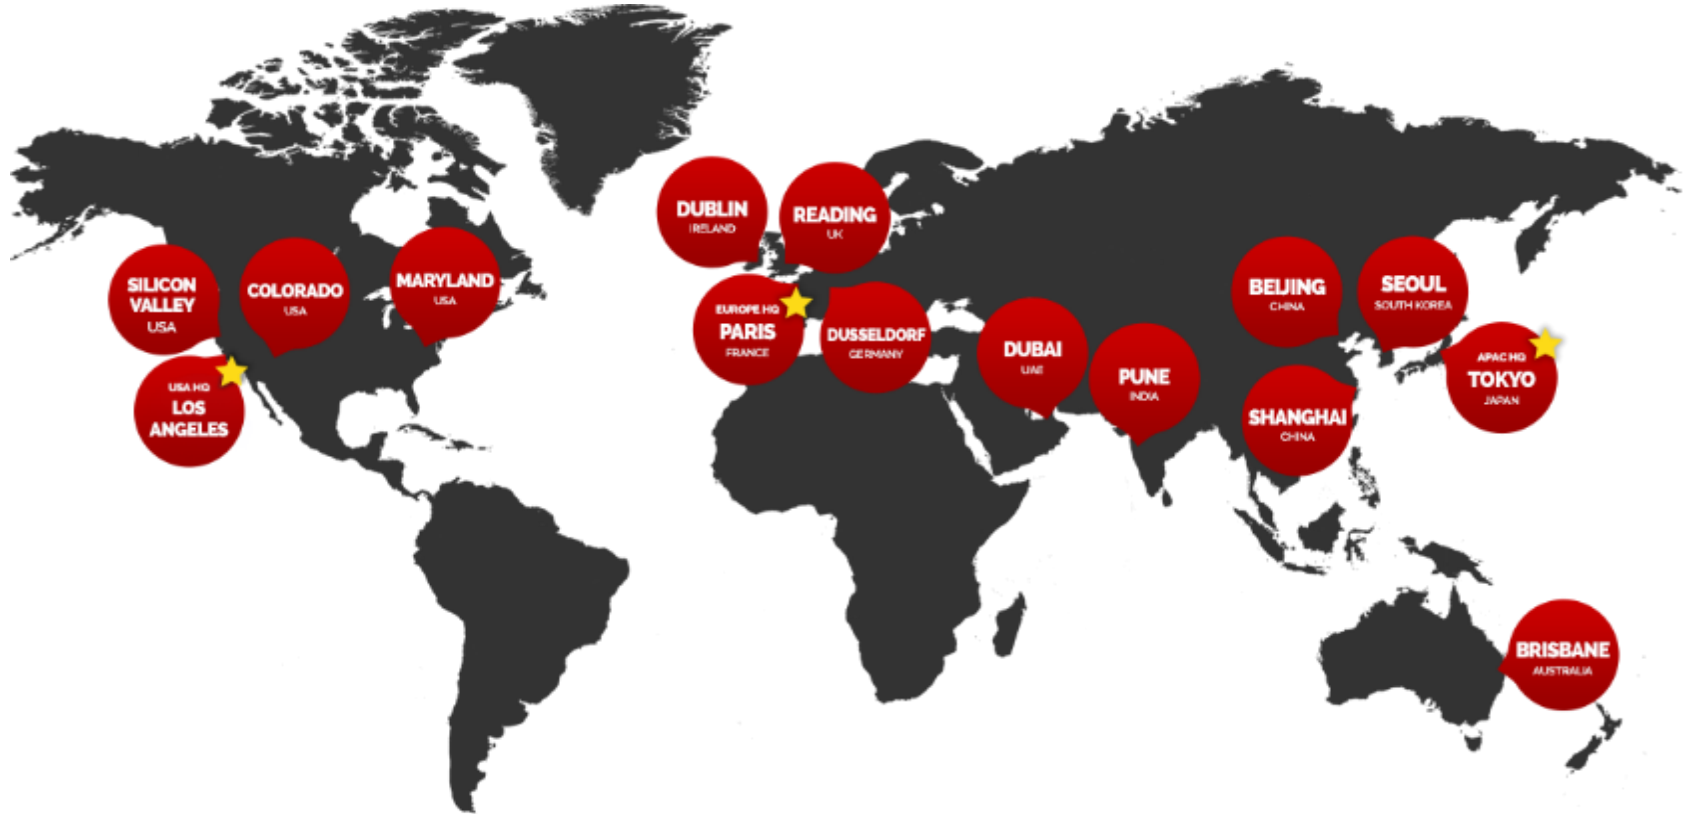 DUBLIN
IRELAND
READING
UK
SILICON
VALLEY
USA
COLORADO
USA
MARYLAND
USA
USA HQ
LOS
ANGELES
EUROPE HQ
PARIS
FRANCE
DUSSELDORF
GERMANY
DUBAI
UAE
PUNE
INDIA
BEIJING
CHINA
SEOUL
SOUTH KOREA
SHANGHAI
CHINA
APAC HQ
TOKYO
JAPAN
BRISBANE
AUSTRALIA